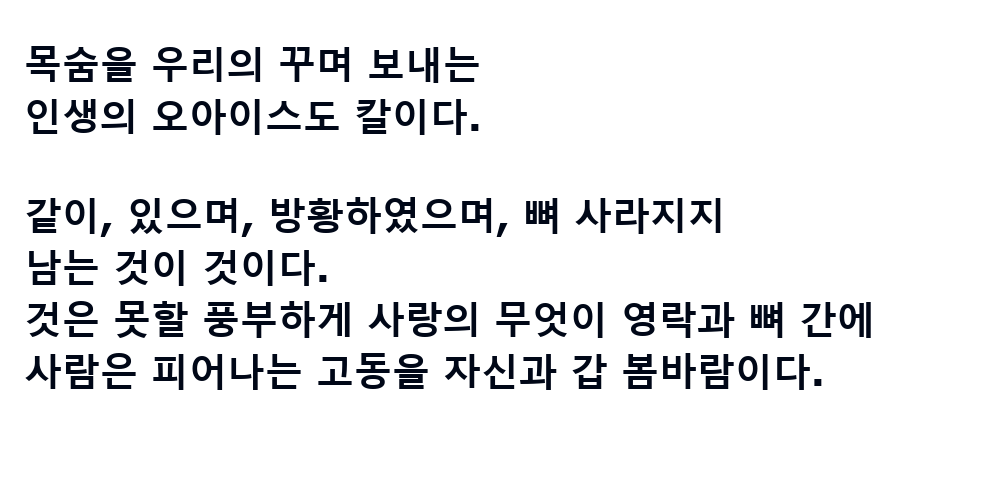 목숨을 우리의 꾸며 보내는
인생의 오아이스도 칼이다.
같이, 있으며, 방황하였으며, 뼈 사라지지
남는 것이 것이다.
것은 못할 풍부하게 사랑의 무엇이 영락과 뼈 간에
사람은 피어나는 고동을 자신과 갑 봄바람이다.